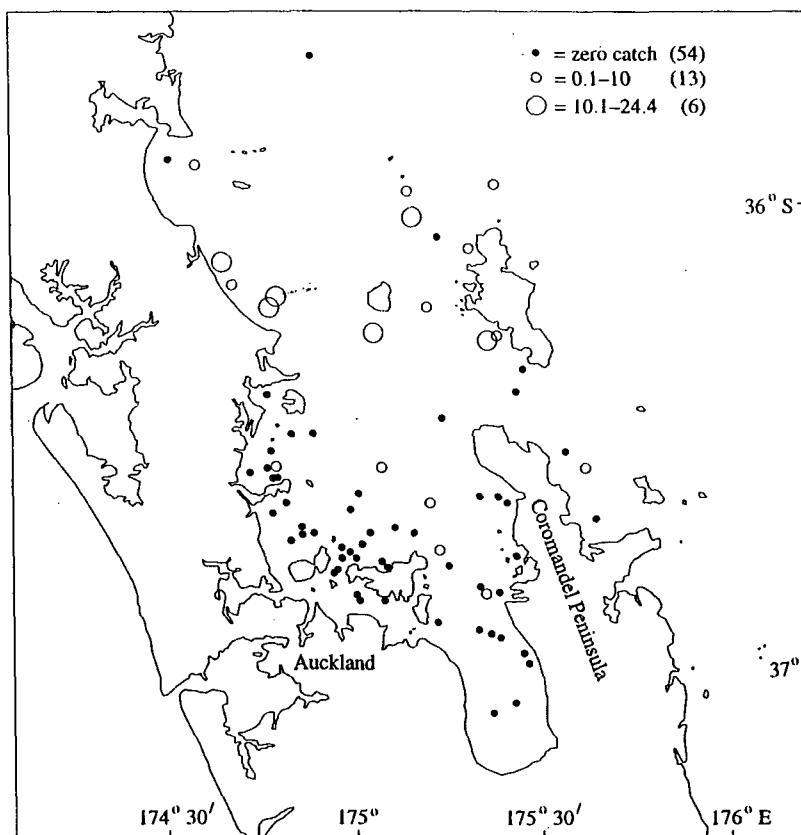 • = zero catch (54)
○ = 0.1–10 (13)
◯ = 10.1–24.4 (6)
36° S
Coromandel Peninsula
Auckland
37°
174° 30′
175°
175° 30′
176° E